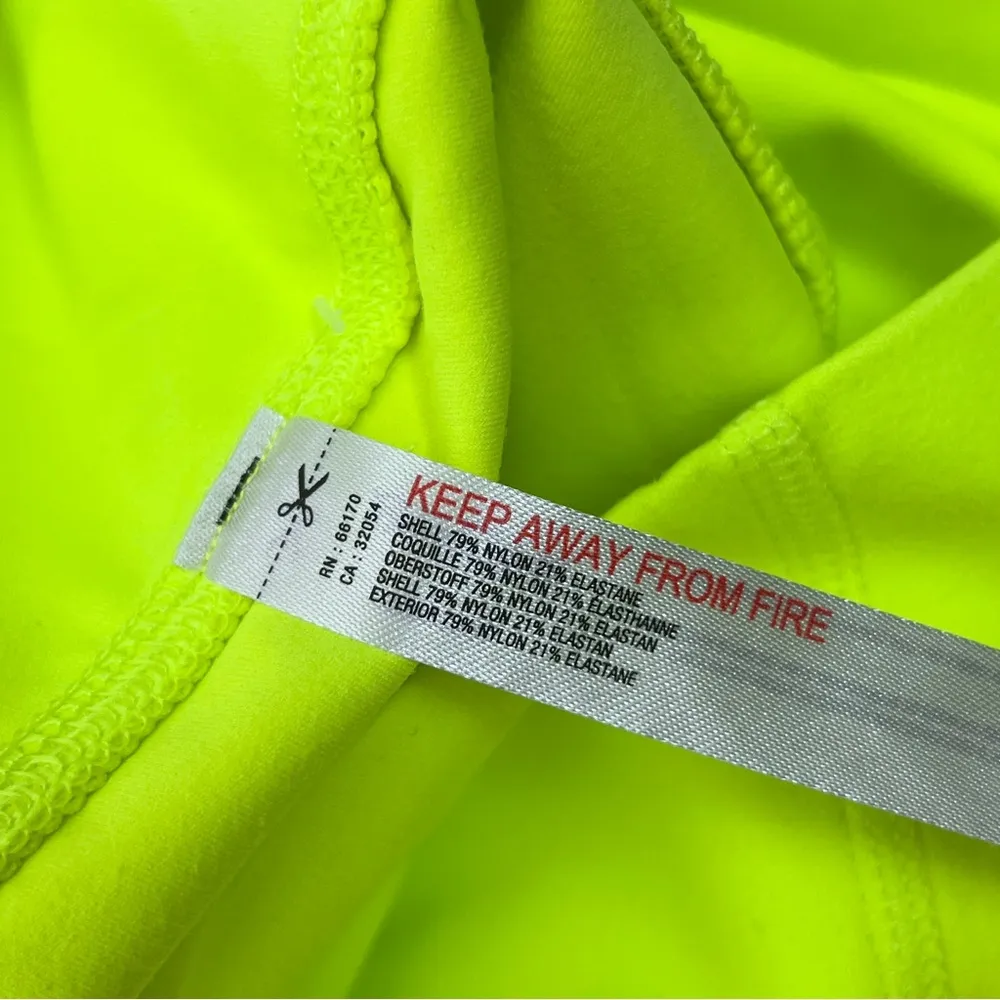 RN : 66170
CA : 32054
KEEP AWAY FROM FIRE
SHELL 79% NYLON 21% ELASTANE
COQUILLE 79% NYLON 21% ELASTHANNE
OBERSTOFF 79% NYLON 21% ELASTAN
SHELL 79% NYLON 21% ELASTAN
EXTERIOR 79% NYLON 21% ELASTANE